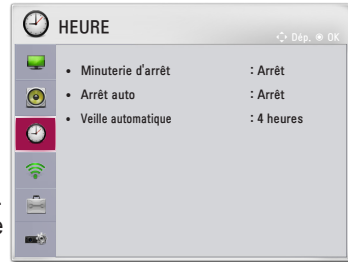 HEURE
Dép. OK
• Minuterie d'arrêt : Arrêt
• Arrêt auto : Arrêt
• Veille automatique : 4 heures